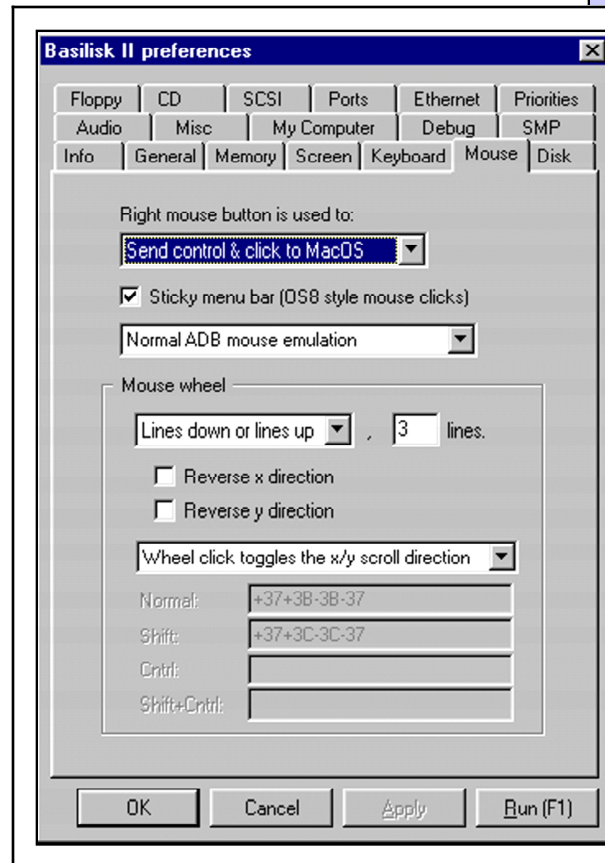 Basilisk II preferences
Floppy CD SCSI Ports Ethernet Priorities
Audio Misc My Computer Debug SMP
Info General Memory Screen Keyboard Mouse Disk
Right mouse button is used to:
Send control & click to MacOS
Sticky menu bar (OS8 style mouse clicks)
Normal ADB mouse emulation
Mouse wheel
Lines down or lines up , 3 lines.
Reverse x direction
Reverse y direction
Wheel click toggles the x/y scroll direction
Normal: +37+3B-3B-37
Shift: +37+3C-3C-37
Cntrl:
Shift+Cntrl:
OK Cancel Apply Run (F1)